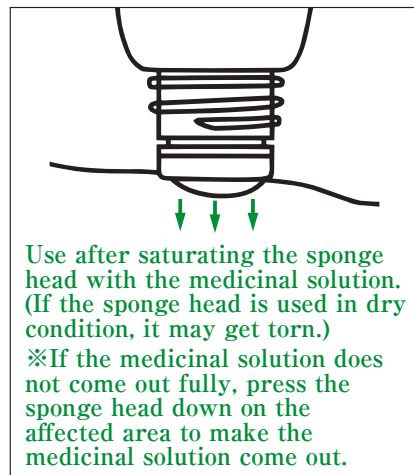 Use after saturating the sponge
head with the medicinal solution.
(If the sponge head is used in dry
condition, it may get torn.)
※If the medicinal solution does
not come out fully, press the
sponge head down on the
affected area to make the
medicinal solution come out.